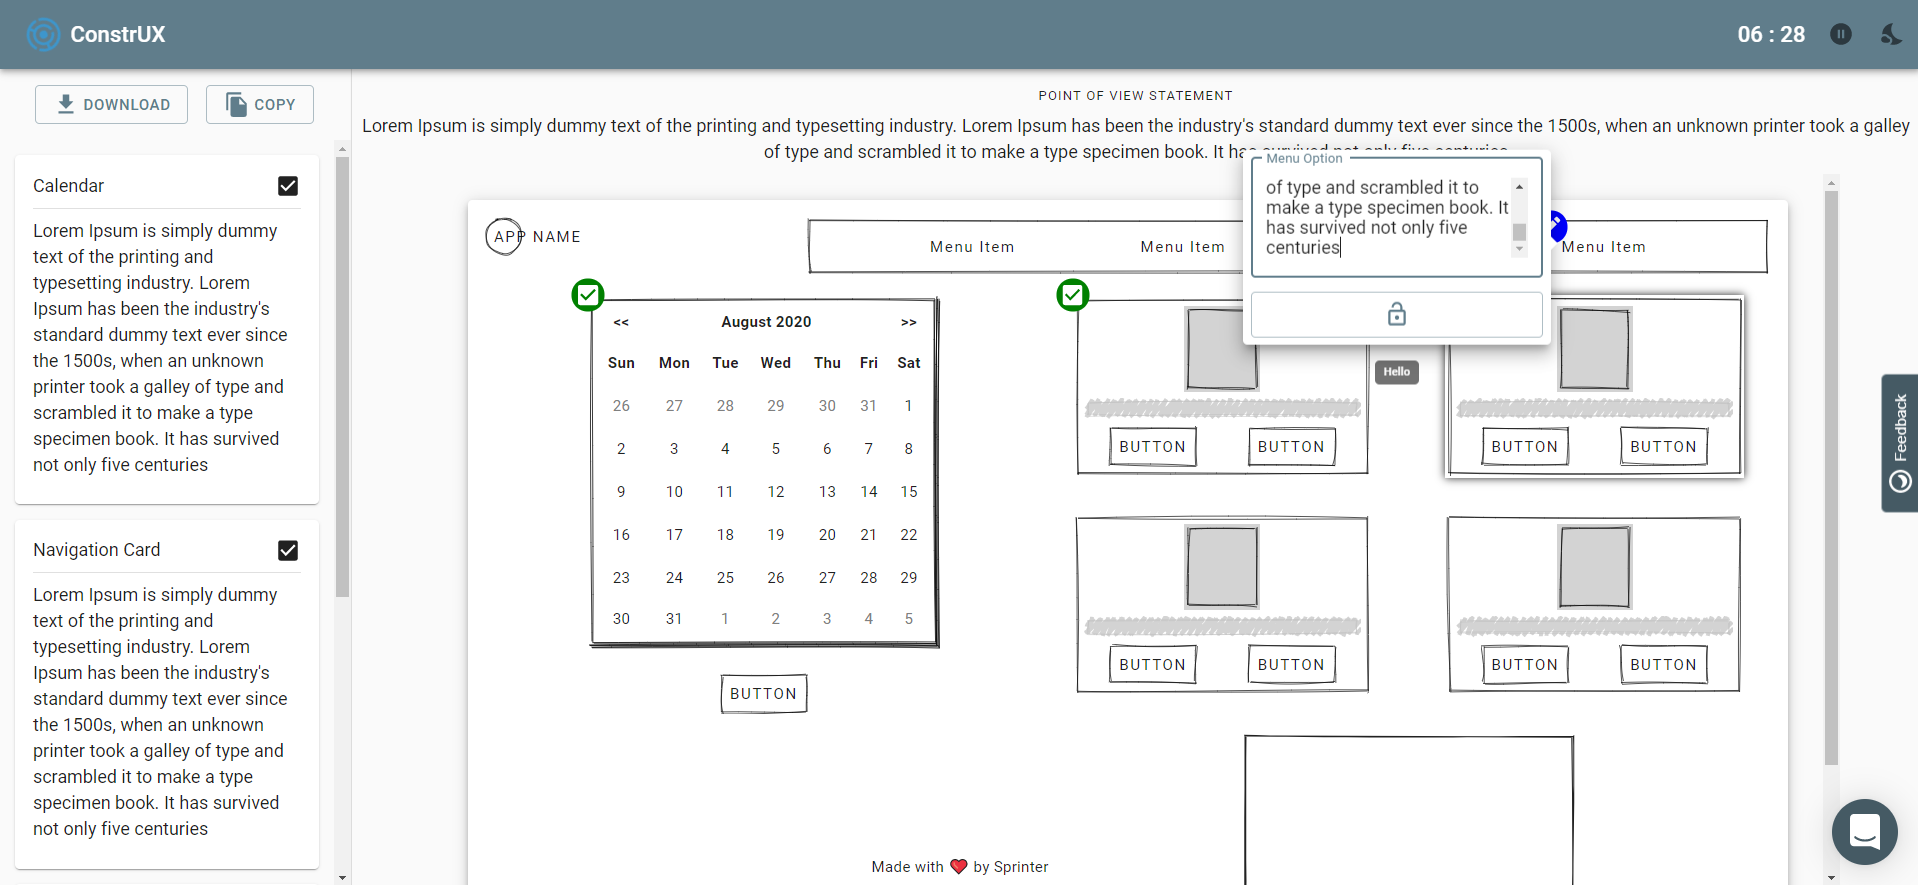 ConstrUX
06 : 28
DOWNLOAD
COPY
Calendar
Lorem Ipsum is simply dummy
text of the printing and
typesetting industry. Lorem
Ipsum has been the industry's
standard dummy text ever since
the 1500s, when an unknown
printer took a galley of type and
scrambled it to make a type
specimen book. It has survived
not only five centuries
Navigation Card
Lorem Ipsum is simply dummy
text of the printing and
typesetting industry. Lorem
Ipsum has been the industry's
standard dummy text ever since
the 1500s, when an unknown
printer took a galley of type and
scrambled it to make a type
specimen book. It has survived
not only five centuries
POINT OF VIEW STATEMENT
Lorem Ipsum is simply dummy text of the printing and typesetting industry. Lorem Ipsum has been the industry's standard dummy text ever since the 1500s, when an unknown printer took a galley
of type and scrambled it to make a type specimen book. It has survived not only five centuries
Menu Option
of type and scrambled it to
make a type specimen book. It
has survived not only five
centuries
APP NAME
Menu Item
Menu Item
Menu Item
<< August 2020 >>
Sun Mon Tue Wed Thu Fri Sat
26 27 28 29 30 31 1
2 3 4 5 6 7 8
9 10 11 12 13 14 15
16 17 18 19 20 21 22
23 24 25 26 27 28 29
30 31 1 2 3 4 5
BUTTON
Hello
BUTTON BUTTON
BUTTON BUTTON
BUTTON BUTTON
BUTTON BUTTON
Feedback
Made with ❤ by Sprinter